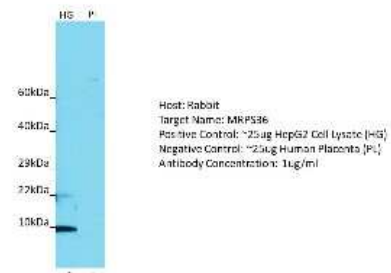 HG PL
60kDa
40kDa
29kDa
22kDa
10kDa
Host: Rabbit
Target Name: MRPS36
Positive Control: ~25ug HepG2 Cell Lysate (HG)
Negative Control: ~25ug Human Placenta (PL)
Antibody Concentration: 1ug/ml